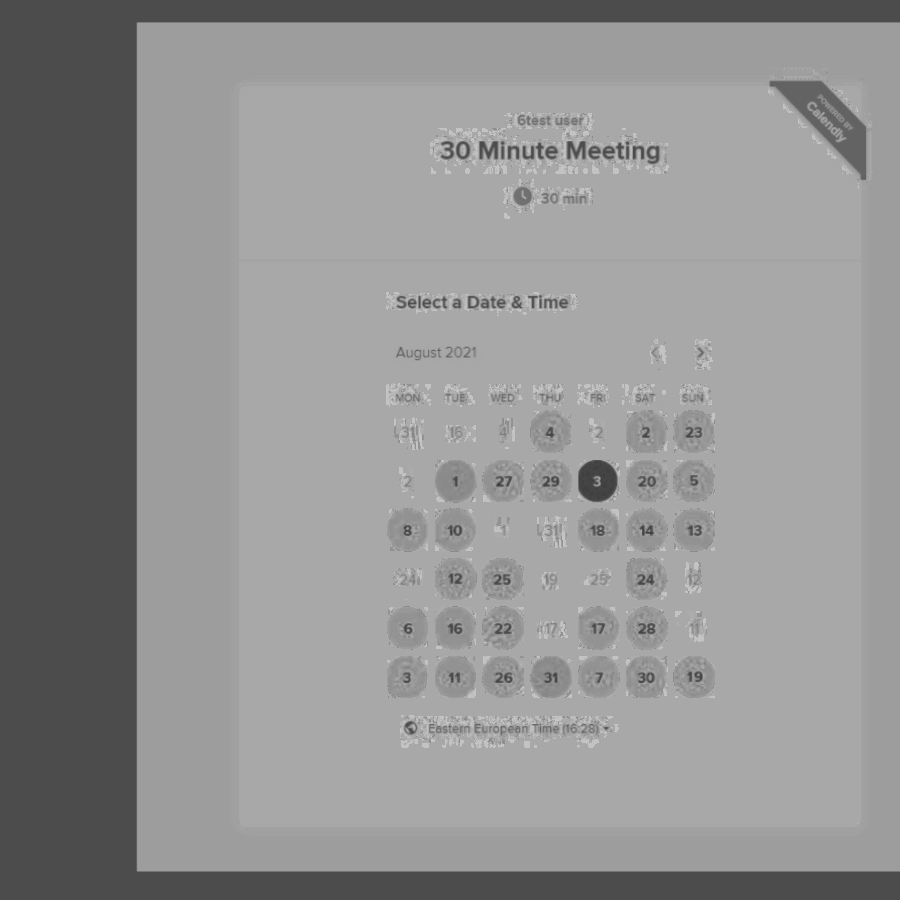 POWERED BY
Calendly
6test user
30 Minute Meeting
30 min
Select a Date & Time
August 2021
MON TUE WED THU FRI SAT SUN
31 16 4 4 2 2 23
2 1 27 29 3 20 5
8 10 1 31 18 14 13
24 12 25 19 25 24 12
6 16 22 17 17 28 11
3 11 26 31 7 30 19
Eastern European Time (16:28)